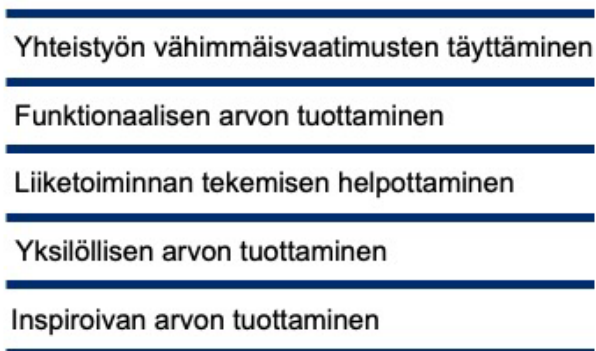 Yhteistyön vähimmäisvaatimusten täyttäminen
Funktionaalisen arvon tuottaminen
Liiketoiminnan tekemisen helpottaminen
Yksilöllisen arvon tuottaminen
Inspiroivan arvon tuottaminen